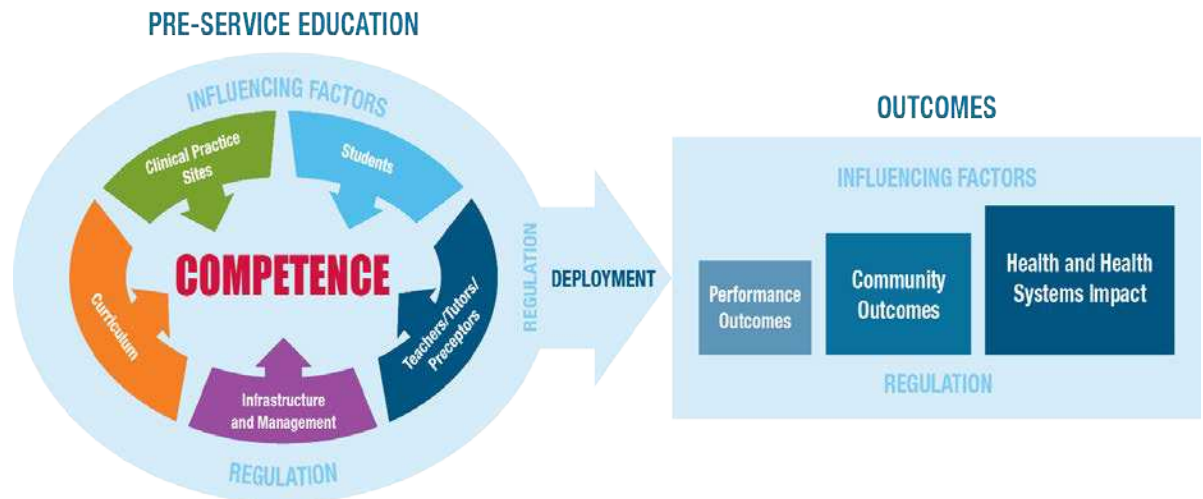 PRE-SERVICE EDUCATION
INFLUENCING FACTORS
Clinical Practice
Sites
Students
COMPETENCE
Curriculum
Teachers/Tutors/
Preceptors
Infrastructure
and Management
REGULATION
REGULATION
DEPLOYMENT
OUTCOMES
INFLUENCING FACTORS
Performance
Outcomes
Community
Outcomes
Health and Health
Systems Impact
REGULATION